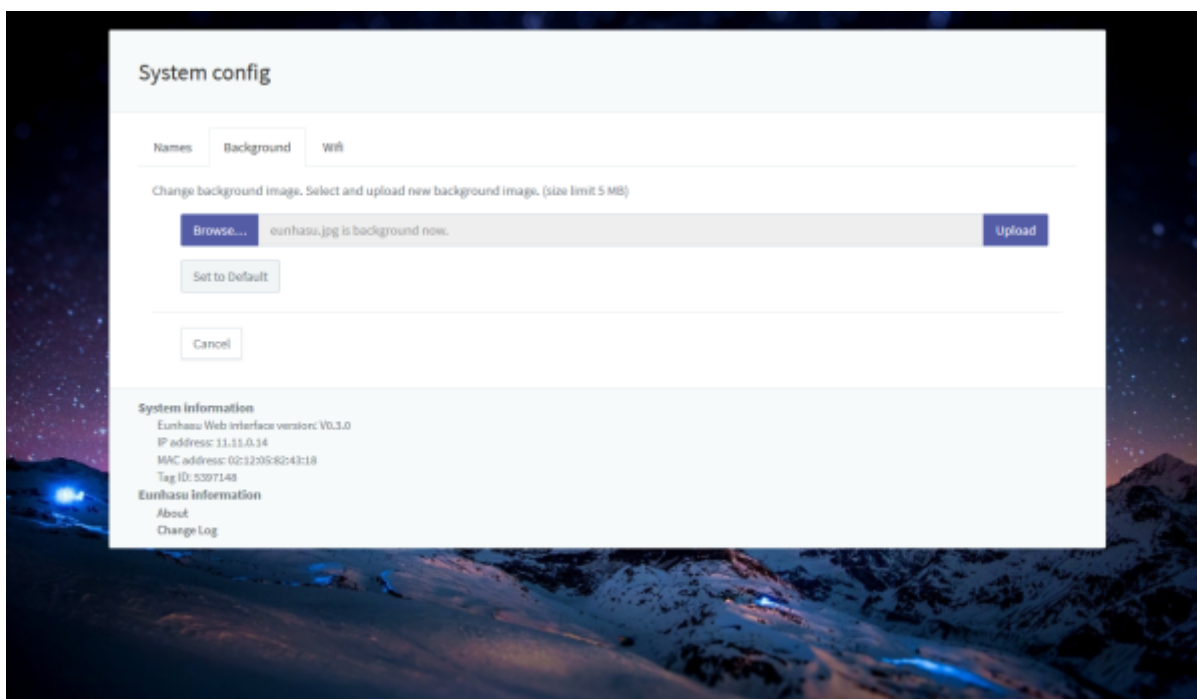 System config
Names Background Wifi
Change background image. Select and upload new background image. (size limit 5 MB)
Browse.... eunhasu.jpg is background now. Upload
Set to Default
Cancel
System information
Eunhasu Web interface version: V0.3.0
IP address: 11.11.0.14
MAC address: 02:12:05:82:43:18
Tag ID: 5397148
Eunhasu information
About
Change Log